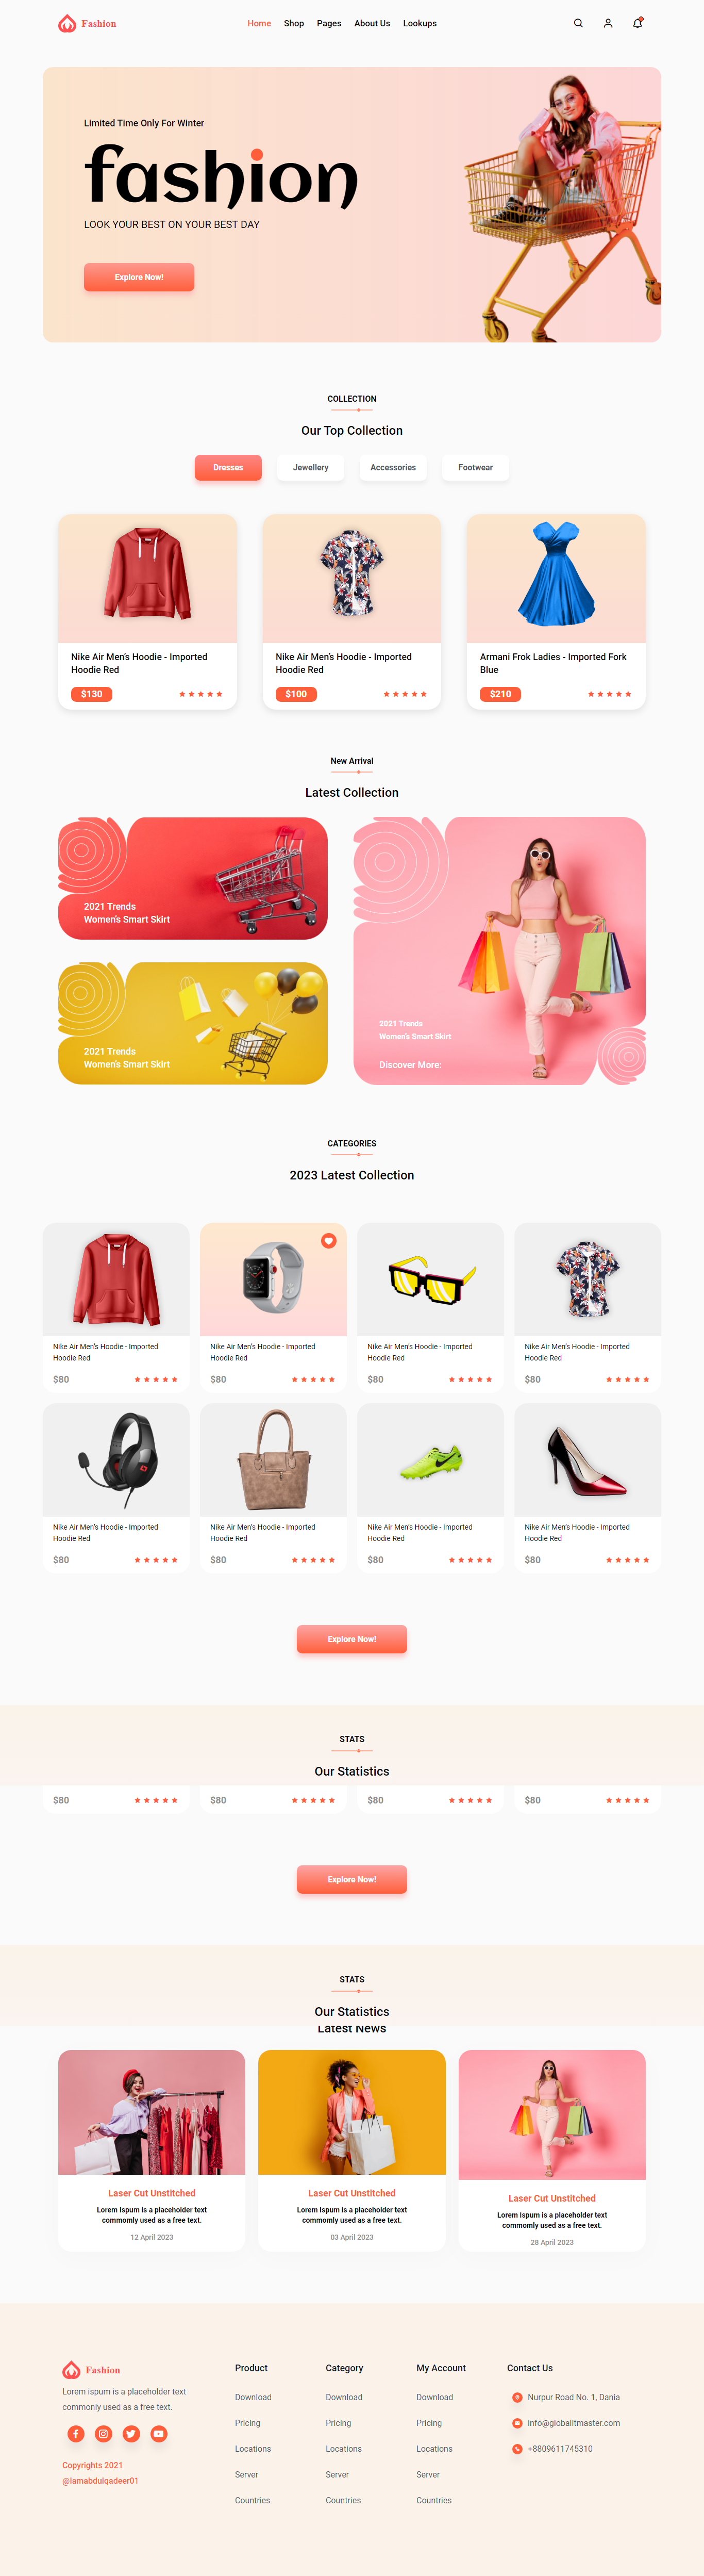 Fashion
Home Shop Pages About Us Lookups
Limited Time Only For Winter
fashion
LOOK YOUR BEST ON YOUR BEST DAY
Explore Now!
COLLECTION
Our Top Collection
Dresses Jewellery Accessories Footwear
Nike Air Men's Hoodie - Imported
Hoodie Red
$130
Nike Air Men's Hoodie - Imported
Hoodie Red
$100
Armani Frok Ladies - Imported Fork
Blue
$210
New Arrival
Latest Collection
2021 Trends
Women's Smart Skirt
2021 Trends
Women's Smart Skirt
2021 Trends
Women's Smart Skirt
Discover More:
CATEGORIES
2023 Latest Collection
Nike Air Men's Hoodie - Imported
Hoodie Red
$80
Nike Air Men's Hoodie - Imported
Hoodie Red
$80
Nike Air Men's Hoodie - Imported
Hoodie Red
$80
Nike Air Men's Hoodie - Imported
Hoodie Red
$80
Nike Air Men's Hoodie - Imported
Hoodie Red
$80
Nike Air Men's Hoodie - Imported
Hoodie Red
$80
Nike Air Men's Hoodie - Imported
Hoodie Red
$80
Nike Air Men's Hoodie - Imported
Hoodie Red
$80
Explore Now!
STATS
Our Statistics
$80 $80 $80 $80
Explore Now!
STATS
Our Statistics
Latest News
Laser Cut Unstitched
Lorem Ispum is a placeholder text
commomly used as a free text.
12 April 2023
Laser Cut Unstitched
Lorem Ispum is a placeholder text
commomly used as a free text.
03 April 2023
Laser Cut Unstitched
Lorem Ispum is a placeholder text
commomly used as a free text.
28 April 2023
Fashion
Lorem ispum is a placeholder text
commonly used as a free text.
Copyrights 2021
@Iamabdulqadeer01
Product
Download
Pricing
Locations
Server
Countries
Category
Download
Pricing
Locations
Server
Countries
My Account
Download
Pricing
Locations
Server
Countries
Contact Us
Nurpur Road No. 1, Dania
info@globalitmaster.com
+8809611745310